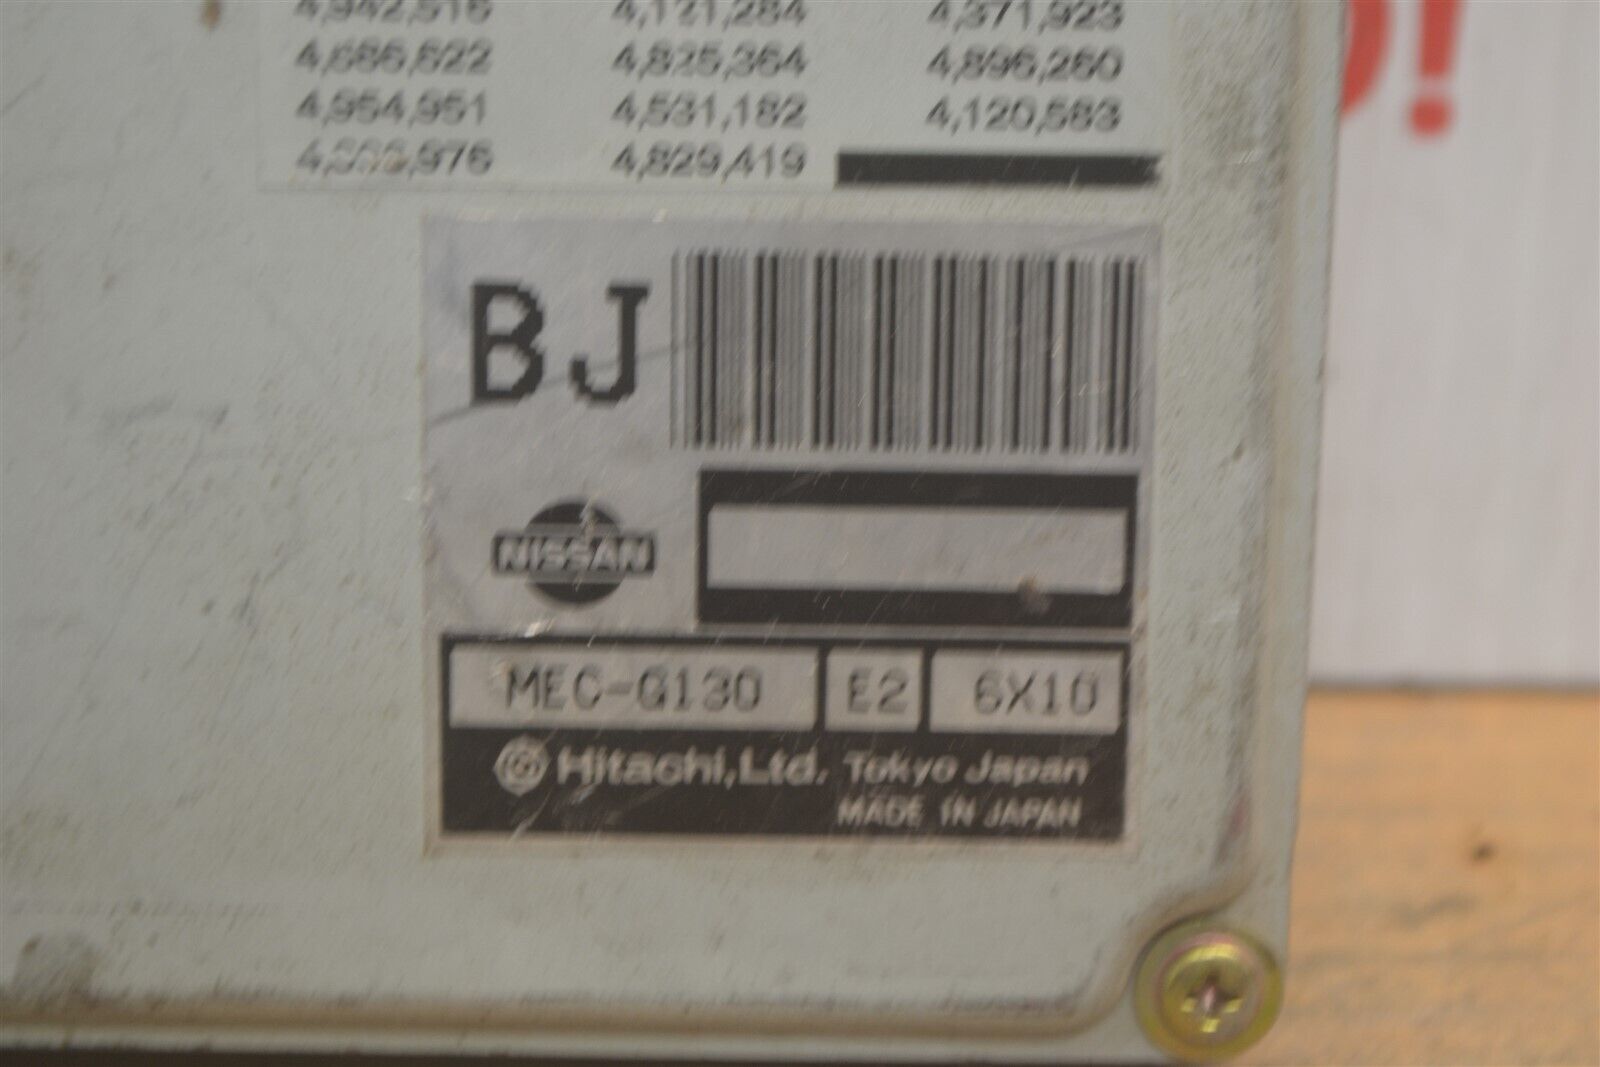 4,942,516 4,121,284 4,371,923
4,686,622 4,825,364 4,896,260
4,954,951 4,531,182 4,120,583
4,829,419
BJ
NISSAN
MEC-G130 E2 6X10
Hitachi,Ltd. Tokyo Japan
MADE IN JAPAN
!